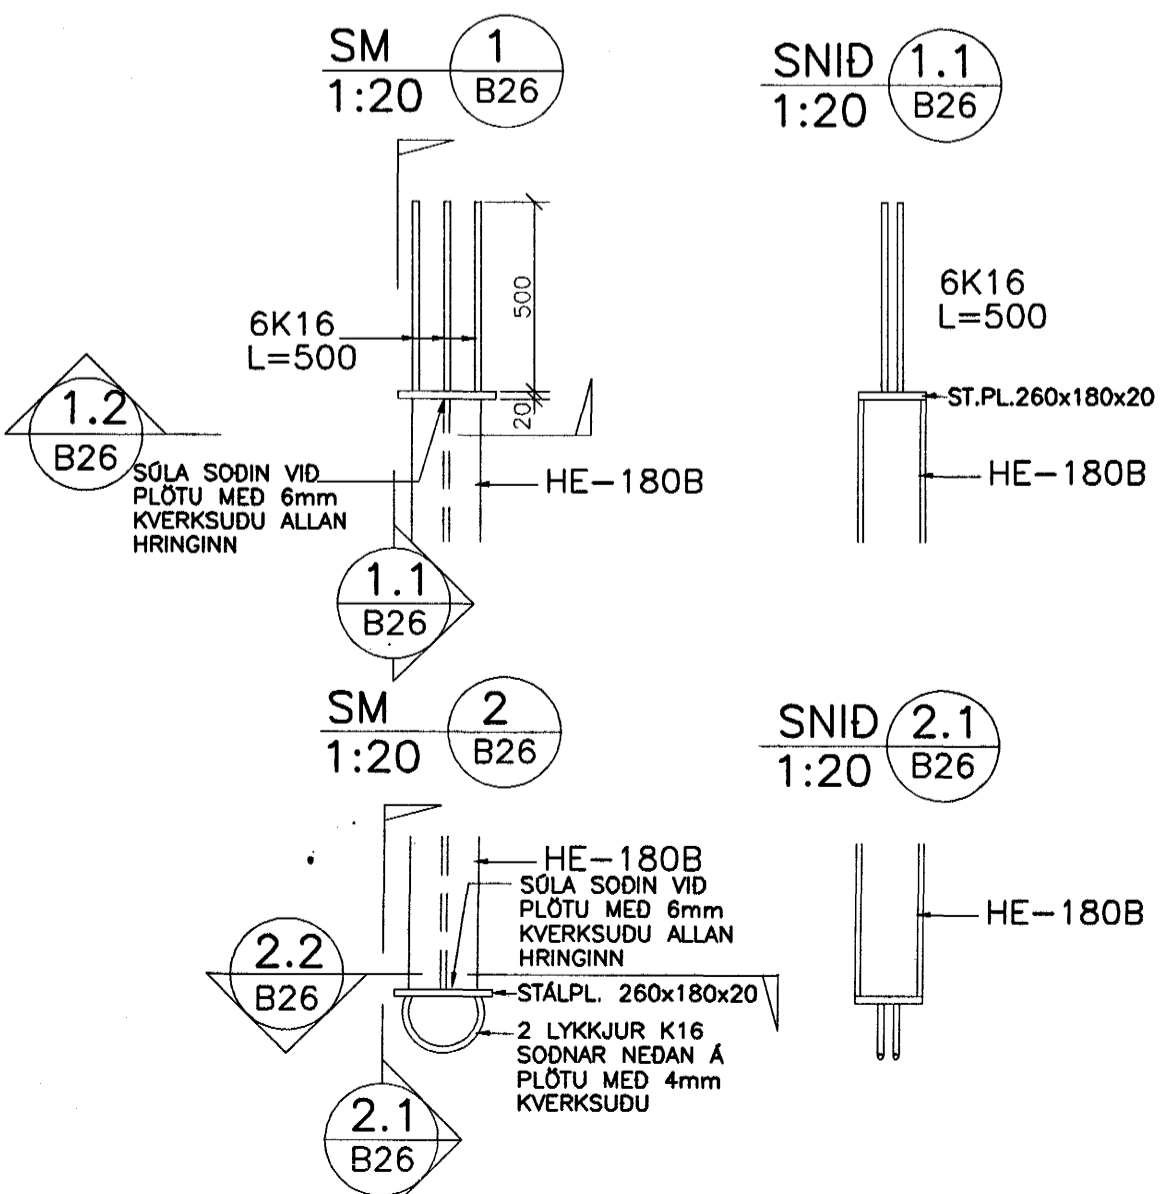 SM 1
1:20 B26
SNIÐ 1.1
1:20 B26
500
6K16
L=500
20
1.2
B26
SÚLA SOÐIN VIÐ
PLÖTU MEÐ 6mm
KVERKSUÐU ALLAN
HRINGINN
HE-180B
1.1
B26
6K16
L=500
ST.PL.260x180x20
HE-180B
SM 2
1:20 B26
SNIÐ 2.1
1:20 B26
HE-180B
SÚLA SOÐIN VIÐ
PLÖTU MEÐ 6mm
KVERKSUÐU ALLAN
HRINGINN
2.2
B26
STÁLPL. 260x180x20
2 LYKKJUR K16
SOÐNAR NEÐAN Á
PLÖTU MEÐ 4mm
KVERKSUÐU
2.1
B26
HE-180B